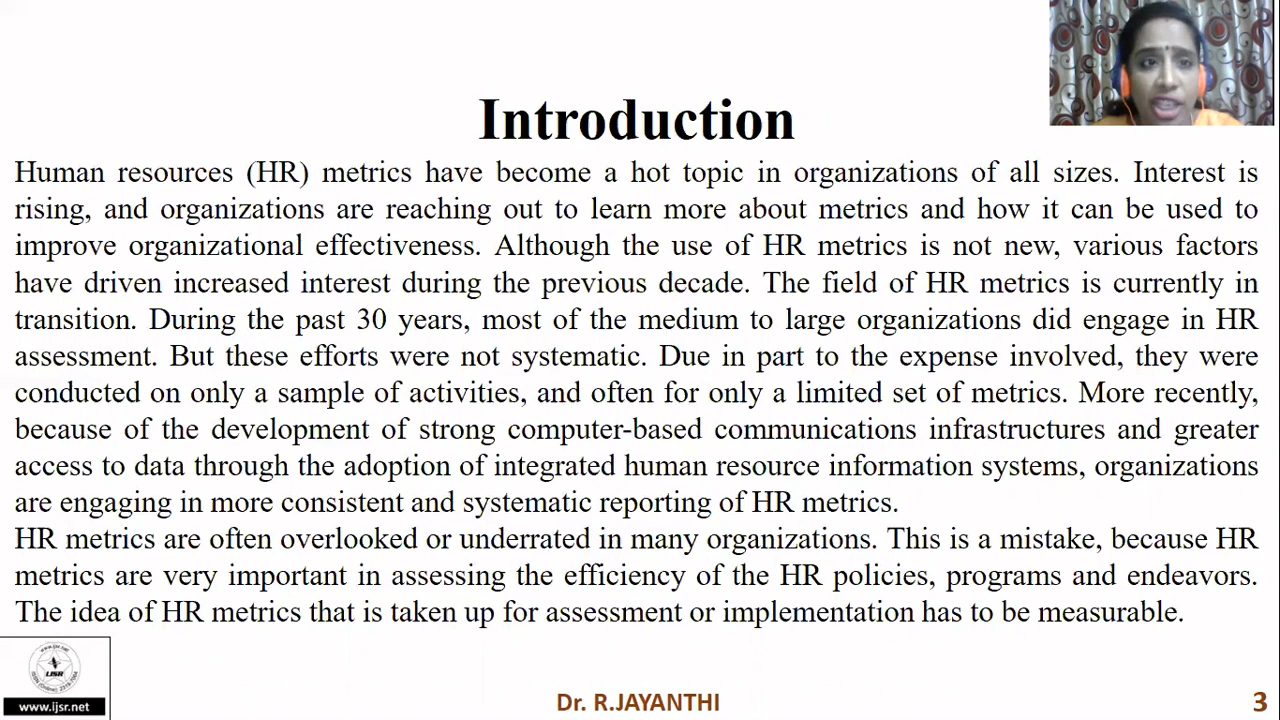 Introduction
Human resources (HR) metrics have become a hot topic in organizations of all sizes. Interest is
rising, and organizations are reaching out to learn more about metrics and how it can be used to
improve organizational effectiveness. Although the use of HR metrics is not new, various factors
have driven increased interest during the previous decade. The field of HR metrics is currently in
transition. During the past 30 years, most of the medium to large organizations did engage in HR
assessment. But these efforts were not systematic. Due in part to the expense involved, they were
conducted on only a sample of activities, and often for only a limited set of metrics. More recently,
because of the development of strong computer-based communications infrastructures and greater
access to data through the adoption of integrated human resource information systems, organizations
are engaging in more consistent and systematic reporting of HR metrics.
HR metrics are often overlooked or underrated in many organizations. This is a mistake, because HR
metrics are very important in assessing the efficiency of the HR policies, programs and endeavors.
The idea of HR metrics that is taken up for assessment or implementation has to be measurable.
IJSR
www.ijsr.net
Dr. R.JAYANTHI
3